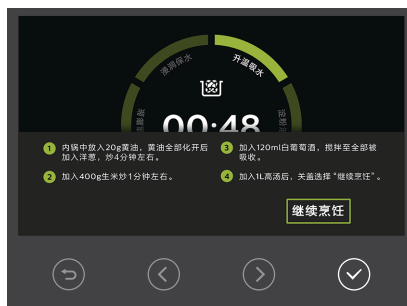 浸润保水
升温吸水
00:48
1 内锅中放入20g黄油，黄油全部化开后
加入洋葱，炒4分钟左右。
2 加入400g生米炒1分钟左右。
3 加入120ml白葡萄酒，搅拌至全部被
吸收。
4 加入1L高汤后，关盖选择“继续烹饪”。
继续烹饪